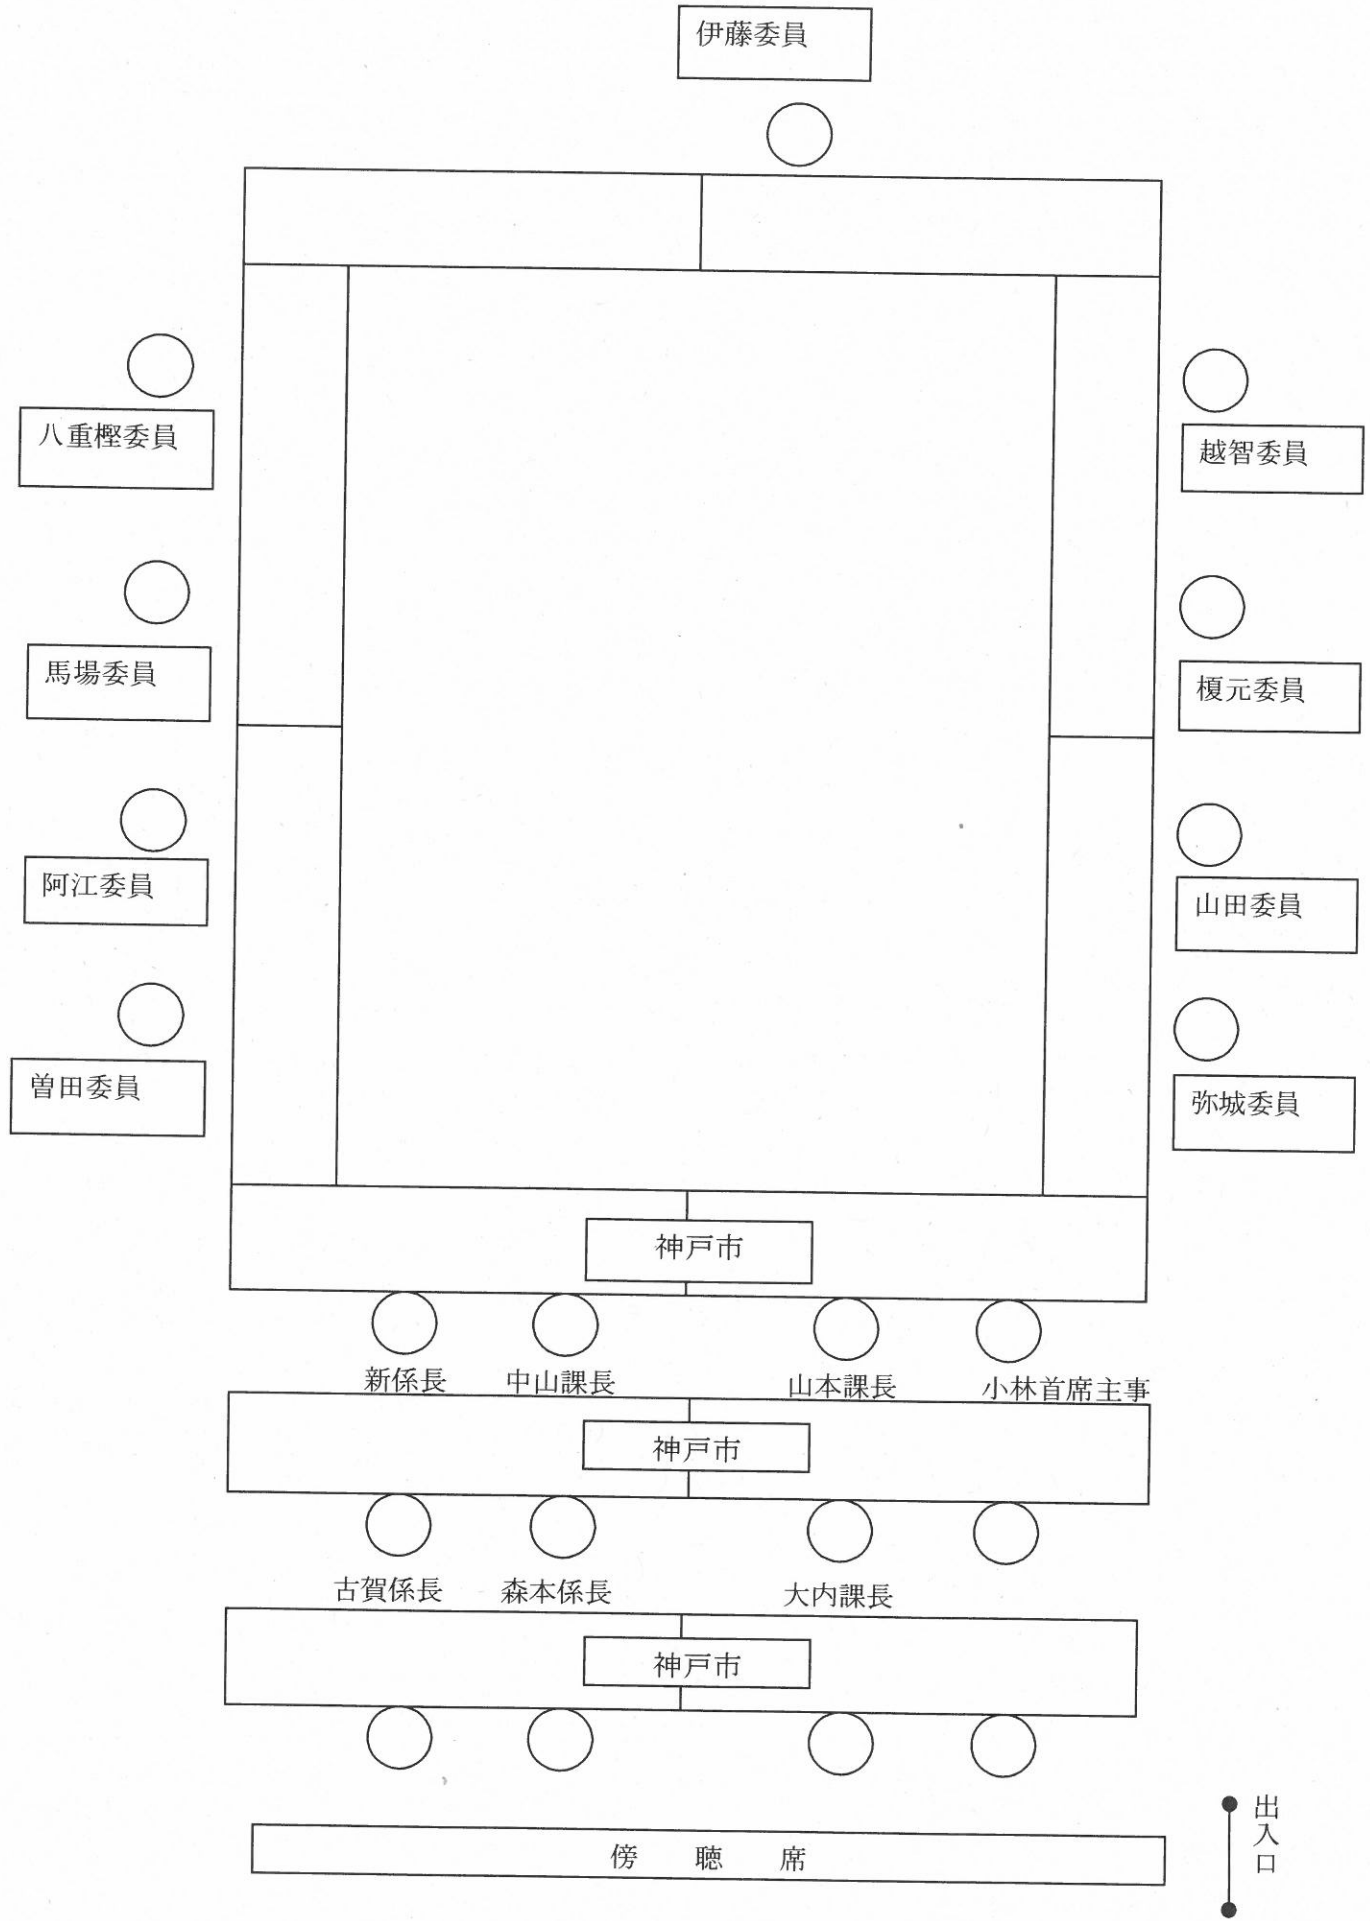 伊藤委員
八重樫委員
越智委員
馬場委員
榎元委員
阿江委員
山田委員
曽田委員
弥城委員
神戸市
新係長 中山課長 山本課長 小林首席主事
神戸市
古賀係長 森本係長 大内課長
神戸市
傍聴席
出入口